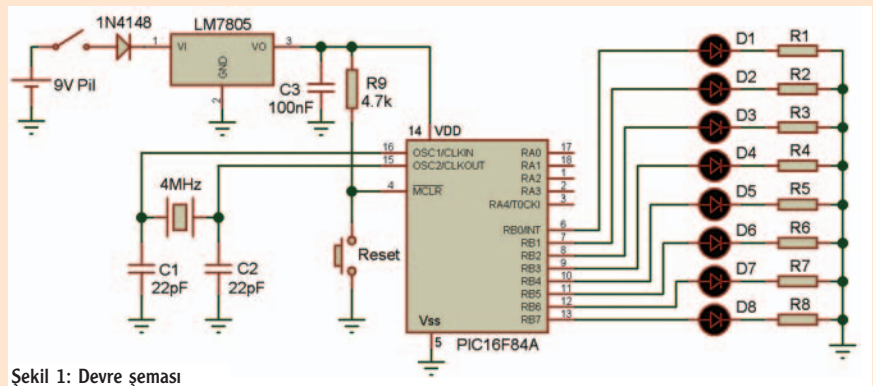 1N4148
LM7805
1
VI
VO
3
GND
2
9V Pil
C3
100nF
R9
4.7k
14 VDD
16
OSC1/CLKIN
15
OSC2/CLKOUT
4
MCLR
RA0 17
RA1 18
RA2 1
RA3 2
RA4/T0CKI 3
RB0/INT 6
RB1 7
RB2 8
RB3 9
RB4 10
RB5 11
RB6 12
RB7 13
Vss
5
PIC16F84A
4MHz
C1
22pF
C2
22pF
Reset
D1 R1
D2 R2
D3 R3
D4 R4
D5 R5
D6 R6
D7 R7
D8 R8
Şekil 1: Devre şeması